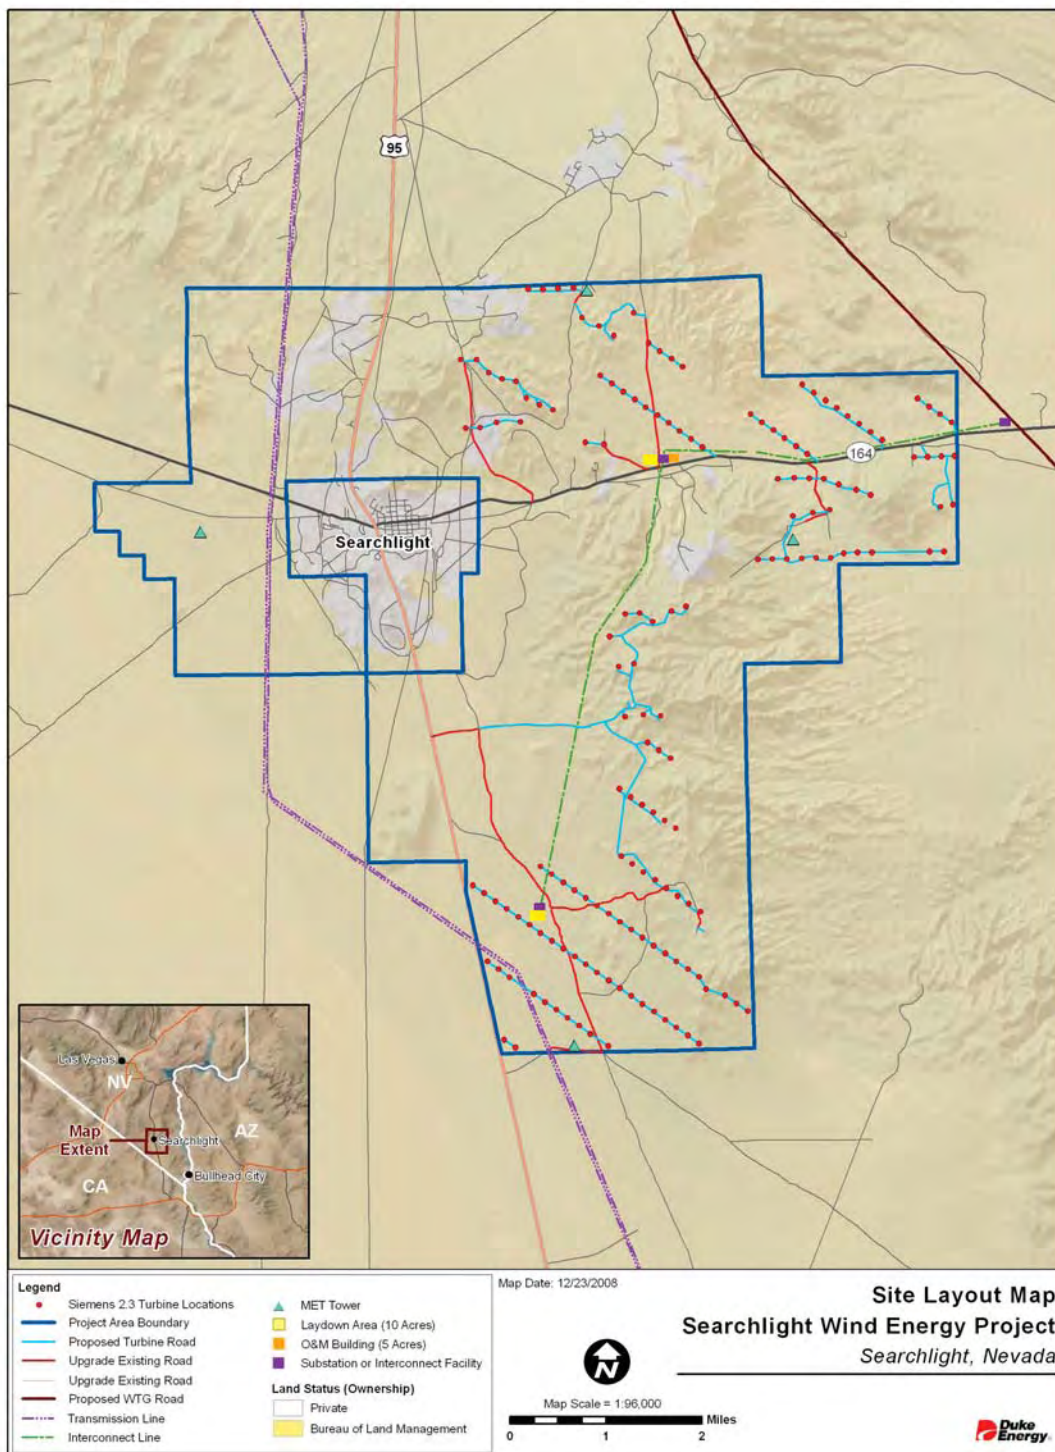 95
164
Searchlight
Las Vegas
NV
Map
Extent
Searchlight
AZ
Bullhead City
CA
Vicinity Map
Legend
Siemens 2.3 Turbine Locations
Project Area Boundary
Proposed Turbine Road
Upgrade Existing Road
Upgrade Existing Road
Proposed WTG Road
Transmission Line
Interconnect Line
MET Tower
Laydown Area (10 Acres)
O&M Building (5 Acres)
Substation or Interconnect Facility
Land Status (Ownership)
Private
Bureau of Land Management
Map Date: 12/23/2008
N
Map Scale = 1:96,000
Miles
0 1 2
Site Layout Map
Searchlight Wind Energy Project
Searchlight, Nevada
Duke
Energy®